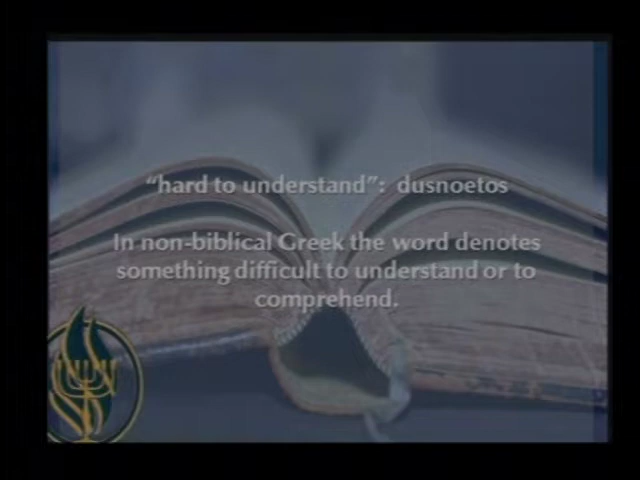 “hard to understand”: dusnoetos
In non-biblical Greek the word denotes
something difficult to understand or to
comprehend.